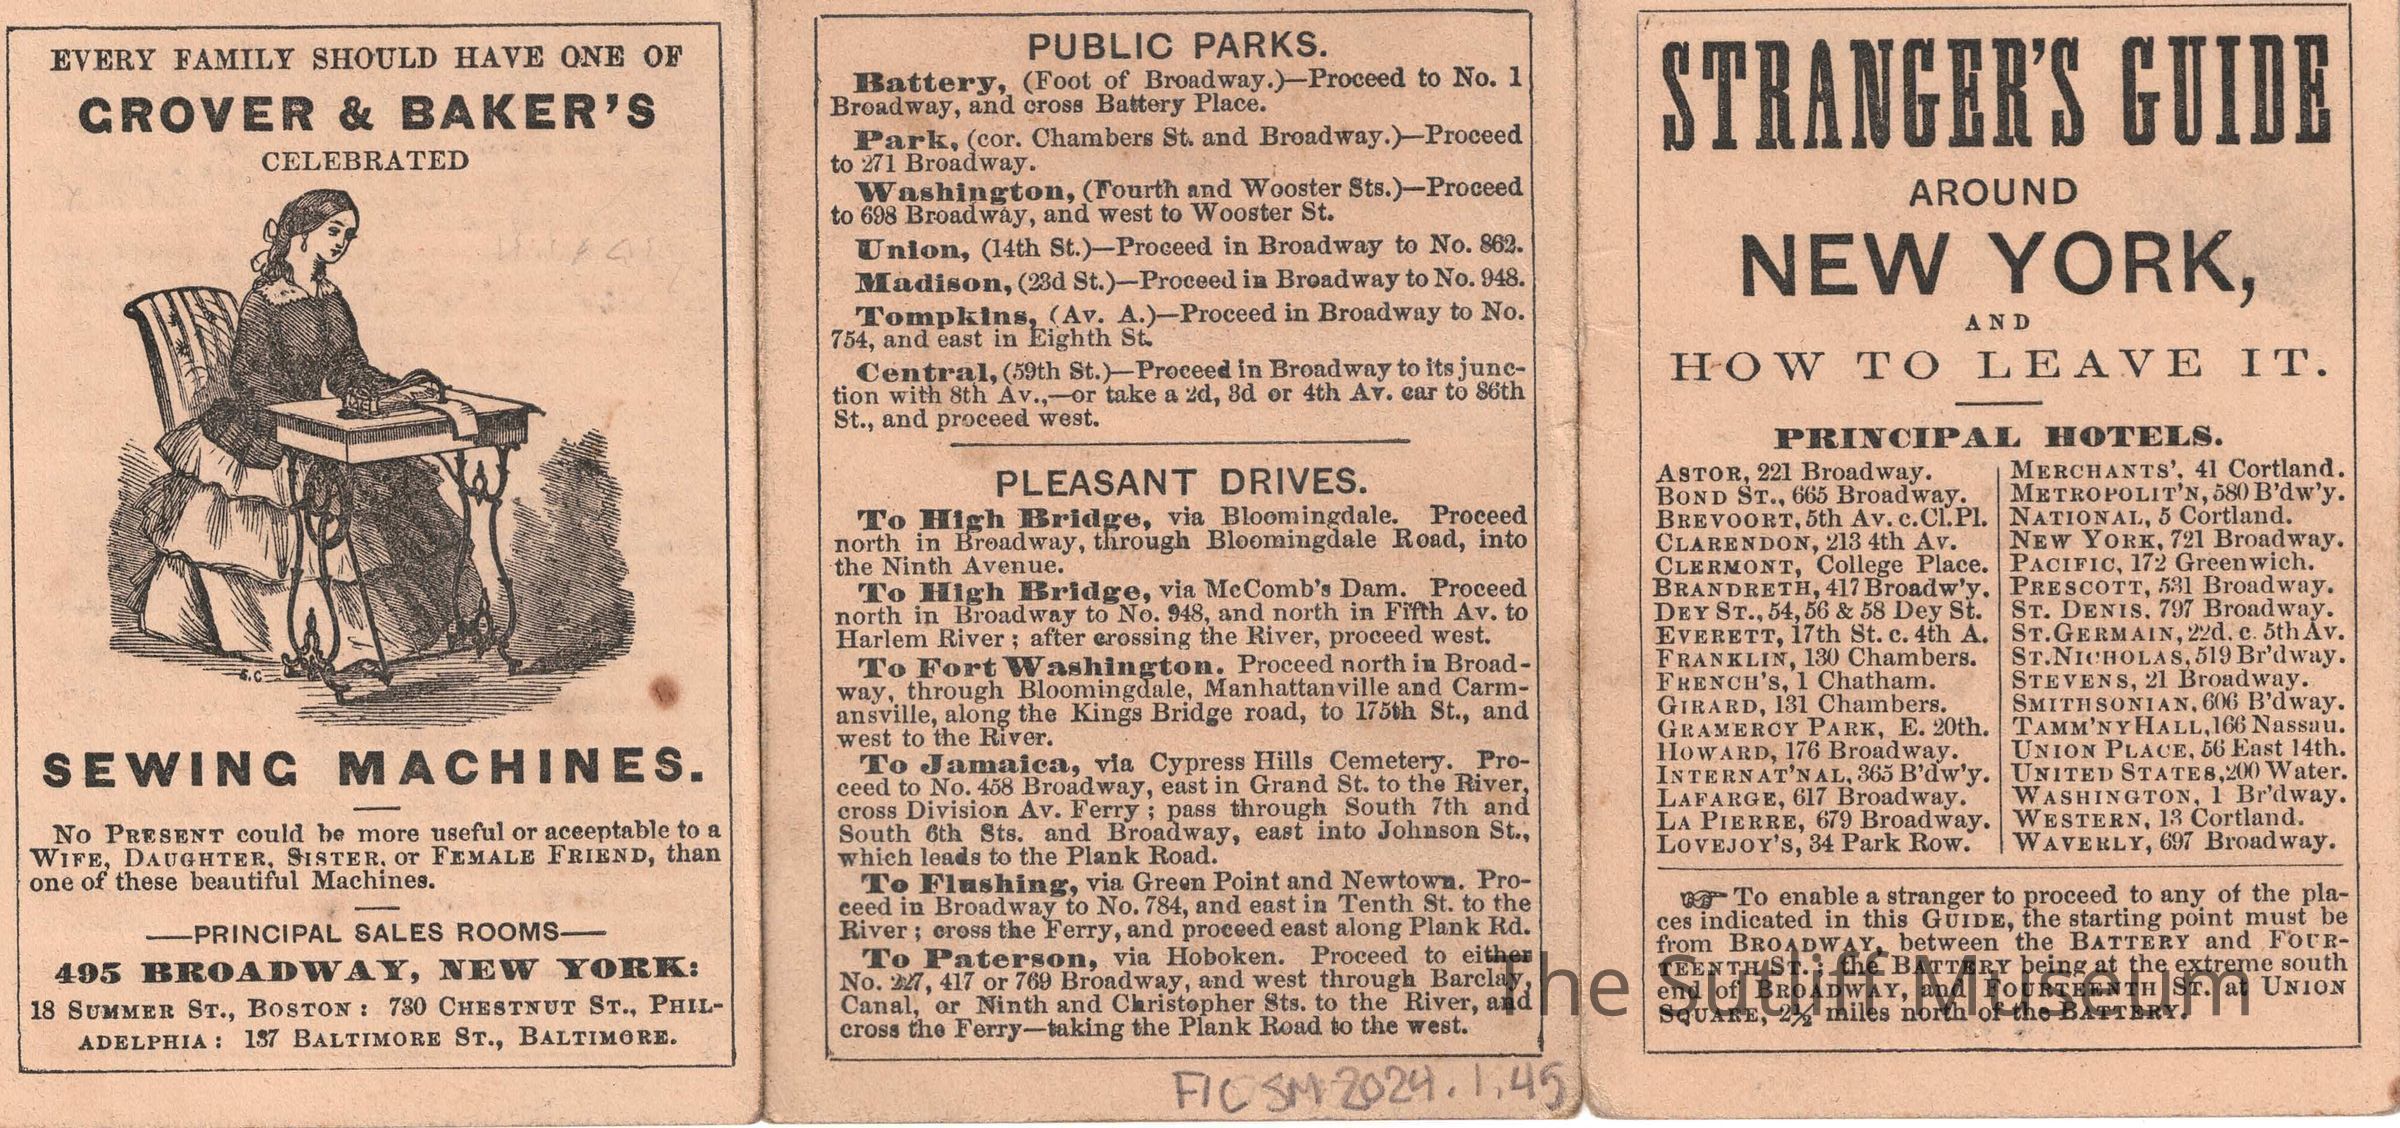 EVERY FAMILY SHOULD HAVE ONE OF
GROVER & BAKER'S
CELEBRATED
S.C.
SEWING MACHINES.
No Present could be more useful or acceptable to a
Wife, Daughter, Sister, or Female Friend, than
one of these beautiful Machines.
PRINCIPAL SALES ROOMS
495 BROADWAY, NEW YORK:
18 Summer St., Boston: 730 Chestnut St., Phil-
adelphia: 137 Baltimore St., Baltimore.
PUBLIC PARKS.
Battery, (Foot of Broadway.)—Proceed to No. 1
Broadway, and cross Battery Place.
Park, (cor. Chambers St. and Broadway.)—Proceed
to 271 Broadway.
Washington, (Fourth and Wooster Sts.)—Proceed
to 698 Broadway, and west to Wooster St.
Union, (14th St.)—Proceed in Broadway to No. 862.
Madison, (23d St.)—Proceed in Broadway to No. 948.
Tompkins, (Av. A.)—Proceed in Broadway to No.
754, and east in Eighth St.
Central, (59th St.)—Proceed in Broadway to its junc-
tion with 8th Av.,—or take a 2d, 3d or 4th Av. car to 86th
St., and proceed west.
PLEASANT DRIVES.
To High Bridge, via Bloomingdale. Proceed
north in Broadway, through Bloomingdale Road, into
the Ninth Avenue.
To High Bridge, via McComb's Dam. Proceed
north in Broadway to No. 948, and north in Fifth Av. to
Harlem River; after crossing the River, proceed west.
To Fort Washington. Proceed north in Broad-
way, through Bloomingdale, Manhattanville and Carm-
ansville, along the Kings Bridge road, to 175th St., and
west to the River.
To Jamaica, via Cypress Hills Cemetery. Pro-
ceed to No. 458 Broadway, east in Grand St. to the River,
cross Division Av. Ferry; pass through South 7th and
South 6th Sts. and Broadway, east into Johnson St.,
which leads to the Plank Road.
To Flushing, via Green Point and Newtown. Pro-
ceed in Broadway to No. 784, and east in Tenth St. to the
River; cross the Ferry, and proceed east along Plank Rd.
To Paterson, via Hoboken. Proceed to either
No. 227, 417 or 769 Broadway, and west through Barclay,
Canal, or Ninth and Christopher Sts. to the River, and
cross the Ferry—taking the Plank Road to the west.
FIC SM 2024.1.45
STRANGER'S GUIDE
AROUND
NEW YORK,
AND
HOW TO LEAVE IT.
PRINCIPAL HOTELS.
Astor, 221 Broadway.
Bond St., 665 Broadway.
Brevoort, 5th Av. c. Cl. Pl.
Clarendon, 213 4th Av.
Clermont, College Place.
Brandreth, 417 Broadw'y.
Dey St., 54, 56 & 58 Dey St.
Everett, 17th St. c. 4th A.
Franklin, 130 Chambers.
French's, 1 Chatham.
Girard, 131 Chambers.
Gramercy Park, E. 20th.
Howard, 176 Broadway.
Internat'nal, 365 B'dw'y.
Lafarge, 617 Broadway.
La Pierre, 679 Broadway.
Lovejoy's, 34 Park Row.
Merchants', 41 Cortland.
Metropolit'n, 580 B'dw'y.
National, 5 Cortland.
New York, 721 Broadway.
Pacific, 172 Greenwich.
Prescott, 531 Broadway.
St. Denis, 797 Broadway.
St. Germain, 22d. c. 5th Av.
St. Nicholas, 519 Br'dway.
Stevens, 21 Broadway.
Smithsonian, 606 B'dway.
Tamm'ny Hall, 166 Nassau.
Union Place, 56 East 14th.
United States, 200 Water.
Washington, 1 Br'dway.
Western, 13 Cortland.
Waverly, 697 Broadway.
☞ To enable a stranger to proceed to any of the pla-
ces indicated in this Guide, the starting point must be
from Broadway, between the Battery and Four-
teenth St.; the Battery being at the extreme south
end of Broadway, and Fourteenth St. at Union
Square, 2½ miles north of the Battery.
The Sutliff Museum